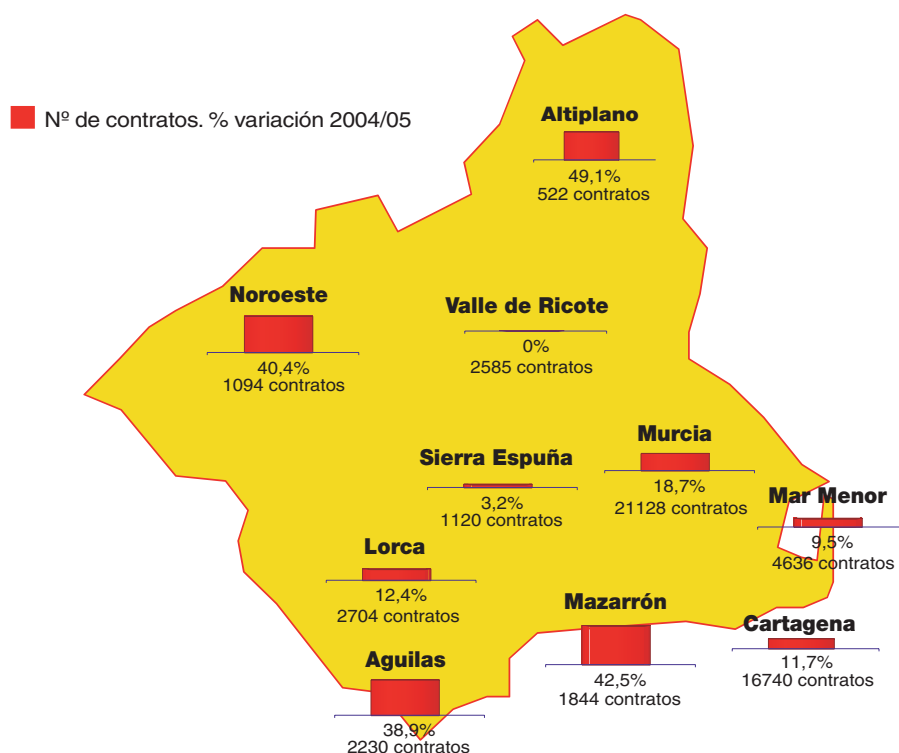 Nº de contratos. % variación 2004/05
Altiplano
49,1%
522 contratos
Noroeste
40,4%
1094 contratos
Valle de Ricote
0%
2585 contratos
Murcia
18,7%
21128 contratos
Sierra Espuña
3,2%
1120 contratos
Mar Menor
9,5%
4636 contratos
Lorca
12,4%
2704 contratos
Mazarrón
42,5%
1844 contratos
Cartagena
11,7%
16740 contratos
Aguilas
38,9%
2230 contratos